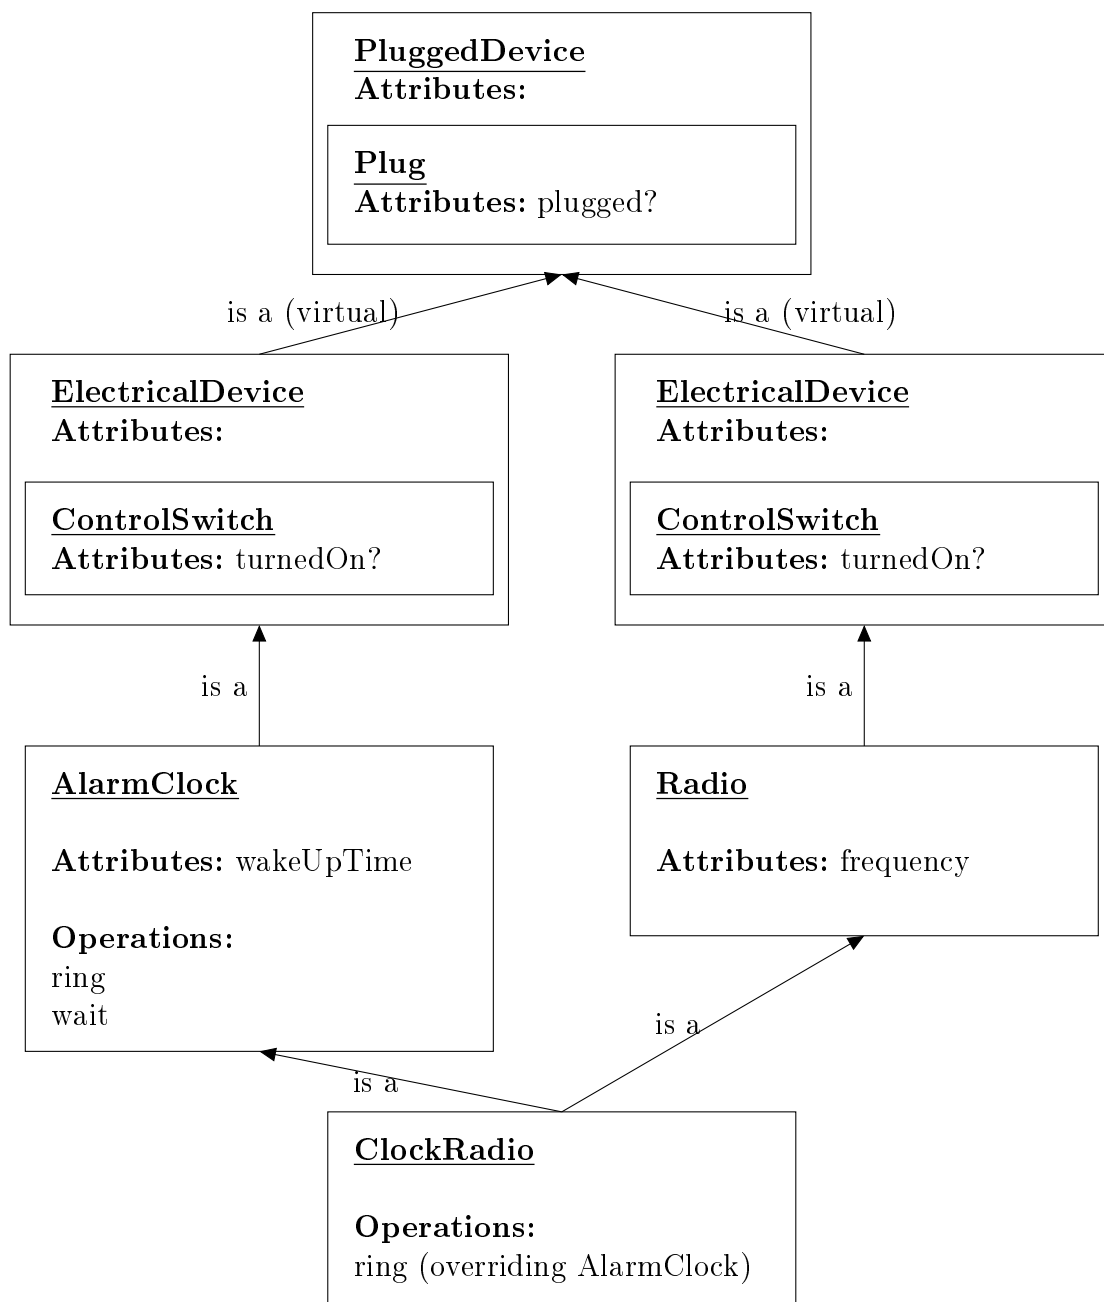 PluggedDevice
Attributes:
Plug
Attributes: plugged?
is a (virtual)
is a (virtual)
ElectricalDevice
Attributes:
ControlSwitch
Attributes: turnedOn?
ElectricalDevice
Attributes:
ControlSwitch
Attributes: turnedOn?
is a
is a
AlarmClock
Attributes: wakeUpTime
Operations:
ring
wait
Radio
Attributes: frequency
is a
is a
ClockRadio
Operations:
ring (overriding AlarmClock)